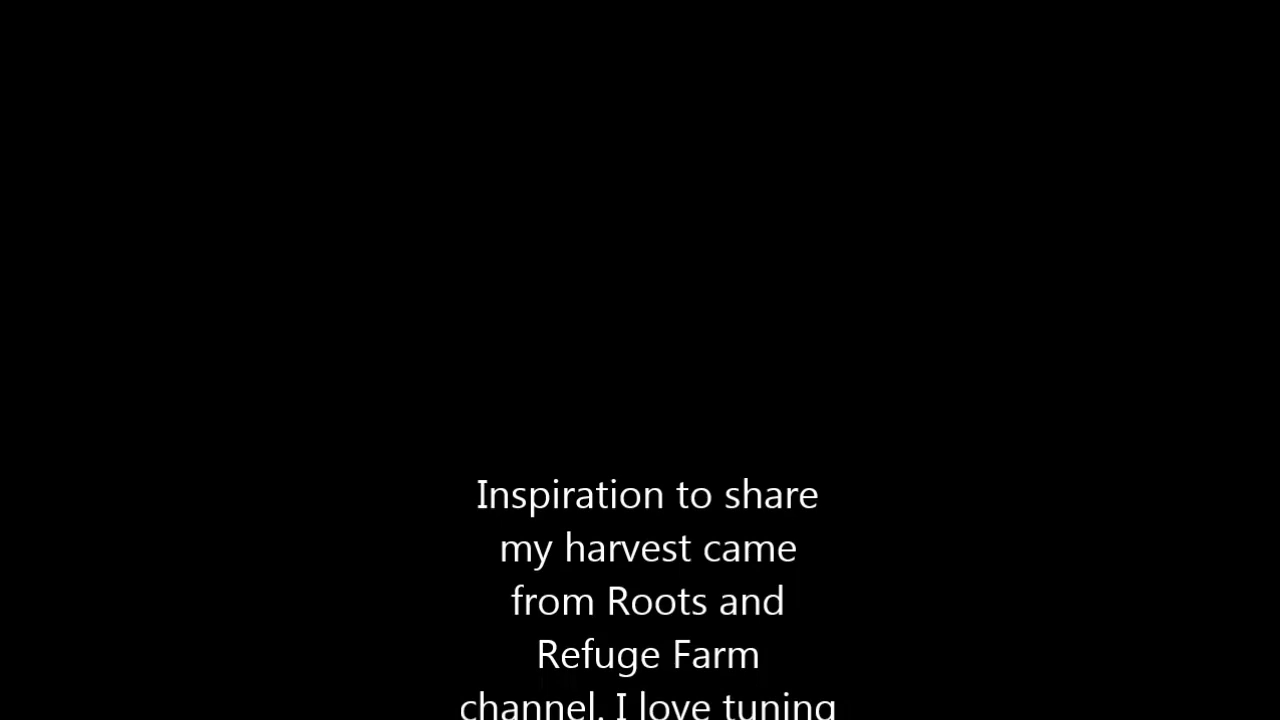 Inspiration to share
my harvest came
from Roots and
Refuge Farm
channel. I love tuning